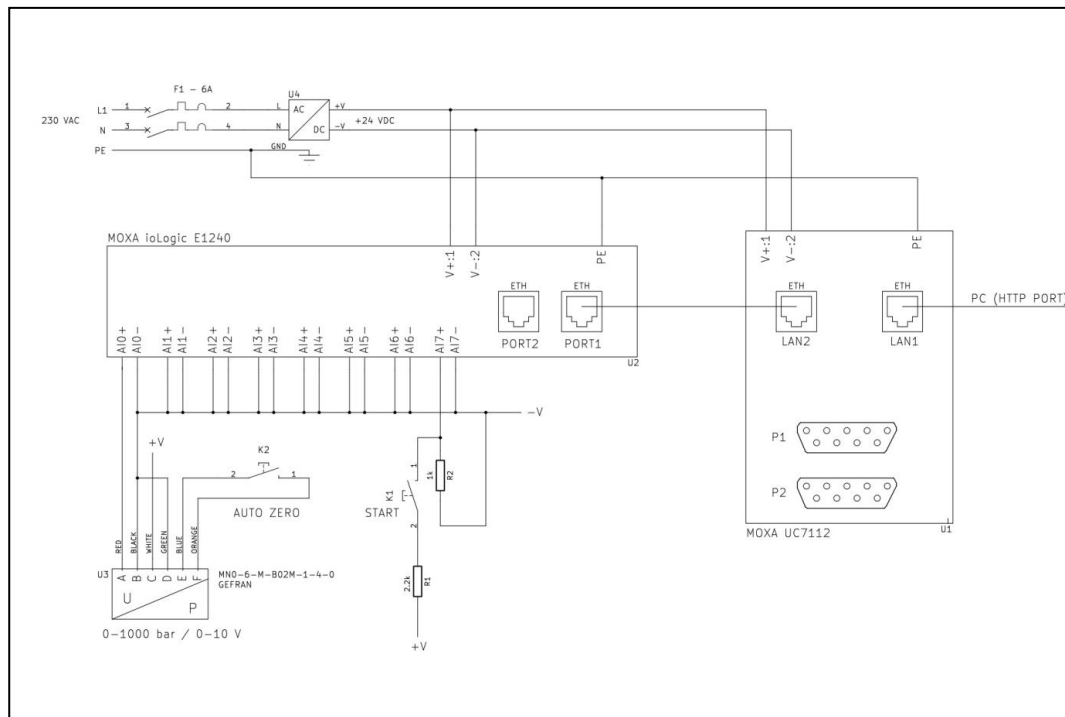 F1 - 6A
U4
L1 1 2 L AC +V
230 VAC
+24 VDC
N 3 4 N DC -V
PE GND
MOXA ioLogic E1240
V+:1
V-:2
PE
V+:1
V-:2
PE
ETH
ETH
ETH
ETH
PC (HTTP PORT)
PORT2
PORT1
LAN2
LAN1
U2
AI0+
AI0-
AI1+
AI1-
AI2+
AI2-
AI3+
AI3-
AI4+
AI4-
AI5+
AI5-
AI6+
AI6-
AI7+
AI7-
-V
+V
K2
2 1
AUTO ZERO
1
K1
START
2
1k
R2
P1
P2
MOXA UC7112
U1
RED
BLACK
WHITE
GREEN
BLUE
ORANGE
2.2k
R1
U3
A
B
C
D
E
F
MN0-6-M-B02M-1-4-0
GEFRAN
U
P
0-1000 bar / 0-10 V
+V